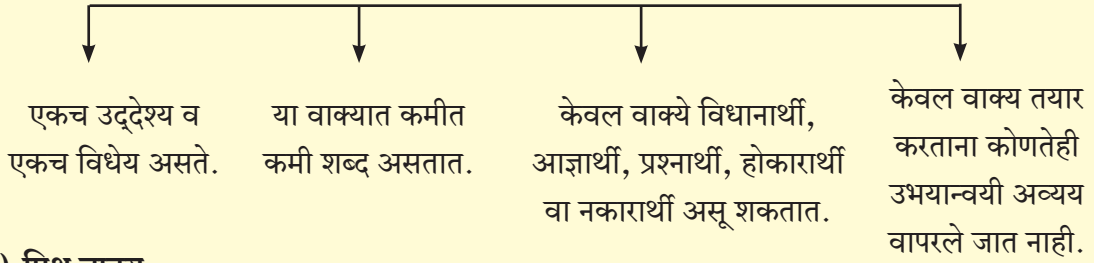 एकच उद्‌देश्य व
एकच विधेय असते.
या वाक्यात कमीत
कमी शब्द असतात.
केवल वाक्ये विधानार्थी,
आज्ञार्थी, प्रश्नार्थी, होकारार्थी
वा नकारार्थी असू शकतात.
केवल वाक्य तयार
करताना कोणतेही
उभयान्वयी अव्यय
वापरले जात नाही.